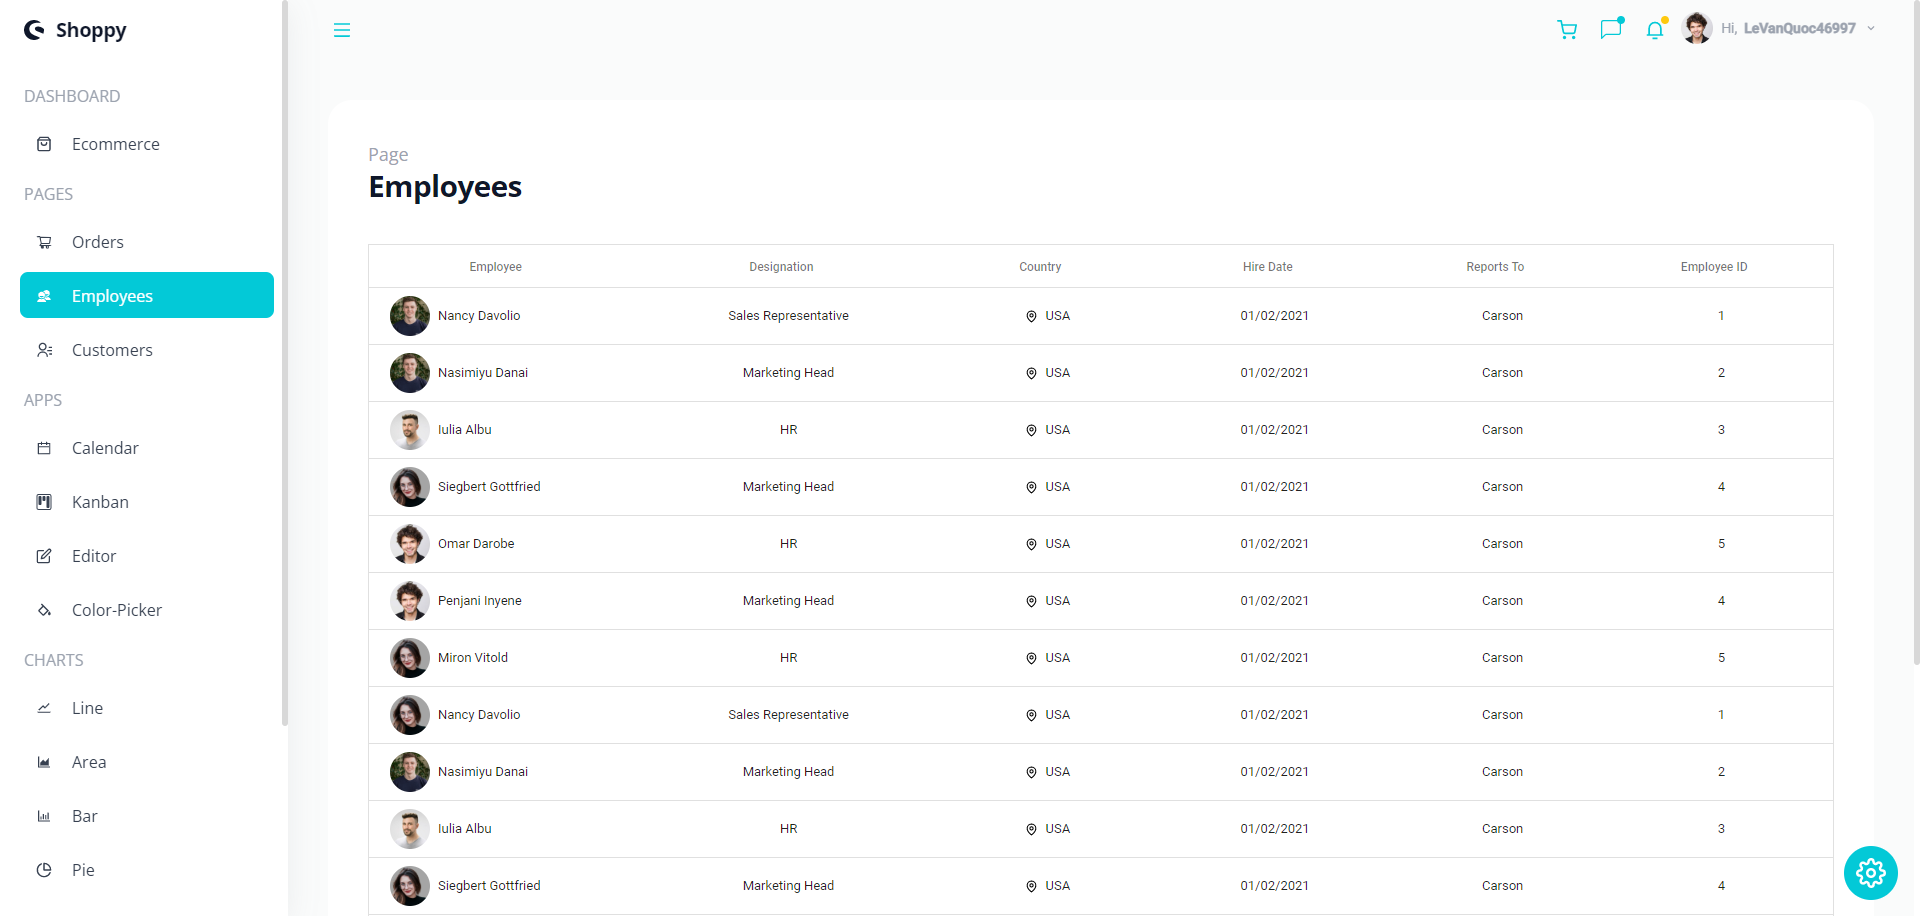 Shoppy
DASHBOARD
Ecommerce
PAGES
Orders
Employees
Customers
APPS
Calendar
Kanban
Editor
Color-Picker
CHARTS
Line
Area
Bar
Pie
Hi, LeVanQuoc46997
Page
Employees
Employee Designation Country Hire Date Reports To Employee ID
Nancy Davolio Sales Representative USA 01/02/2021 Carson 1
Nasimiyu Danai Marketing Head USA 01/02/2021 Carson 2
Iulia Albu HR USA 01/02/2021 Carson 3
Siegbert Gottfried Marketing Head USA 01/02/2021 Carson 4
Omar Darobe HR USA 01/02/2021 Carson 5
Penjani Inyene Marketing Head USA 01/02/2021 Carson 4
Miron Vitold HR USA 01/02/2021 Carson 5
Nancy Davolio Sales Representative USA 01/02/2021 Carson 1
Nasimiyu Danai Marketing Head USA 01/02/2021 Carson 2
Iulia Albu HR USA 01/02/2021 Carson 3
Siegbert Gottfried Marketing Head USA 01/02/2021 Carson 4